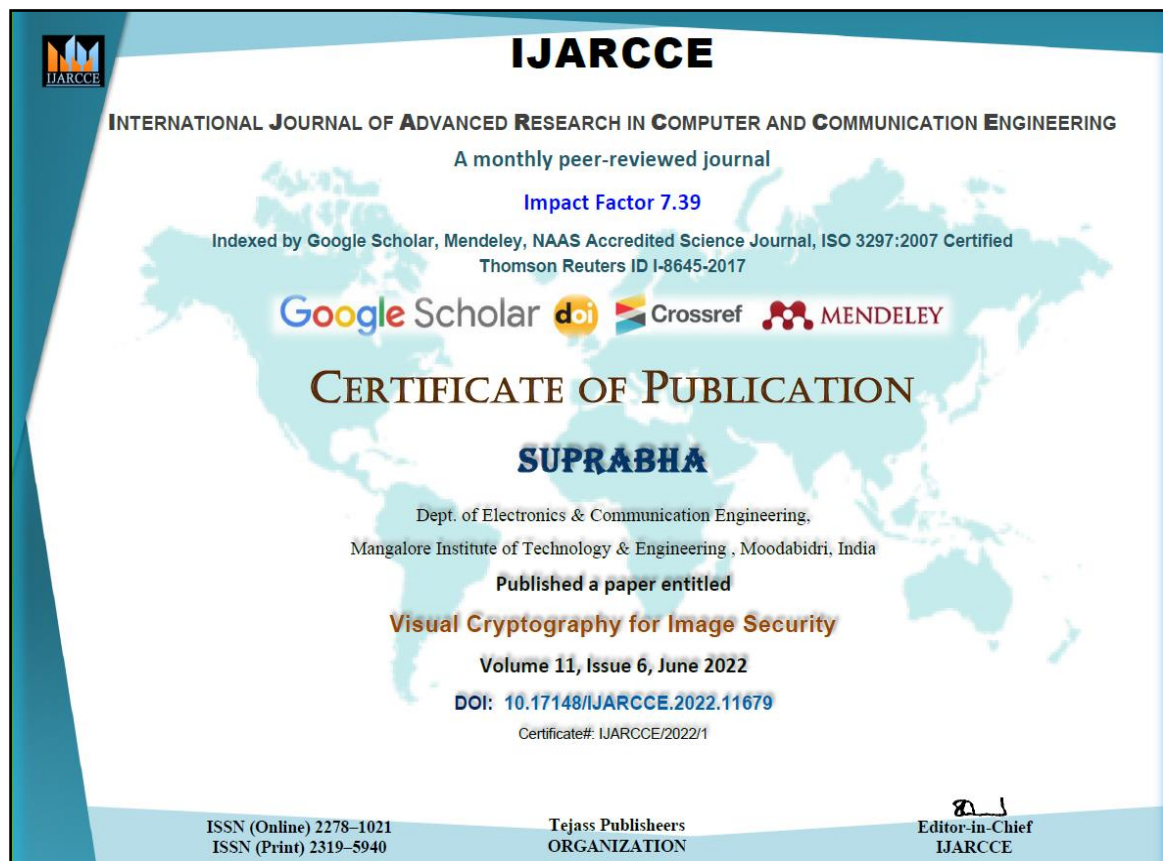 IJARCCE
IJARCCE
INTERNATIONAL JOURNAL OF ADVANCED RESEARCH IN COMPUTER AND COMMUNICATION ENGINEERING
A monthly peer-reviewed journal
Impact Factor 7.39
Indexed by Google Scholar, Mendeley, NAAS Accredited Science Journal, ISO 3297:2007 Certified
Thomson Reuters ID I-8645-2017
Google Scholar doi Crossref MENDELEY
CERTIFICATE OF PUBLICATION
SUPRABHA
Dept. of Electronics & Communication Engineering,
Mangalore Institute of Technology & Engineering , Moodabidri, India
Published a paper entitled
Visual Cryptography for Image Security
Volume 11, Issue 6, June 2022
DOI: 10.17148/IJARCCE.2022.11679
Certificate#: IJARCCE/2022/1
ISSN (Online) 2278–1021
ISSN (Print) 2319–5940
Tejass Publisheers
ORGANIZATION
Editor-in-Chief
IJARCCE